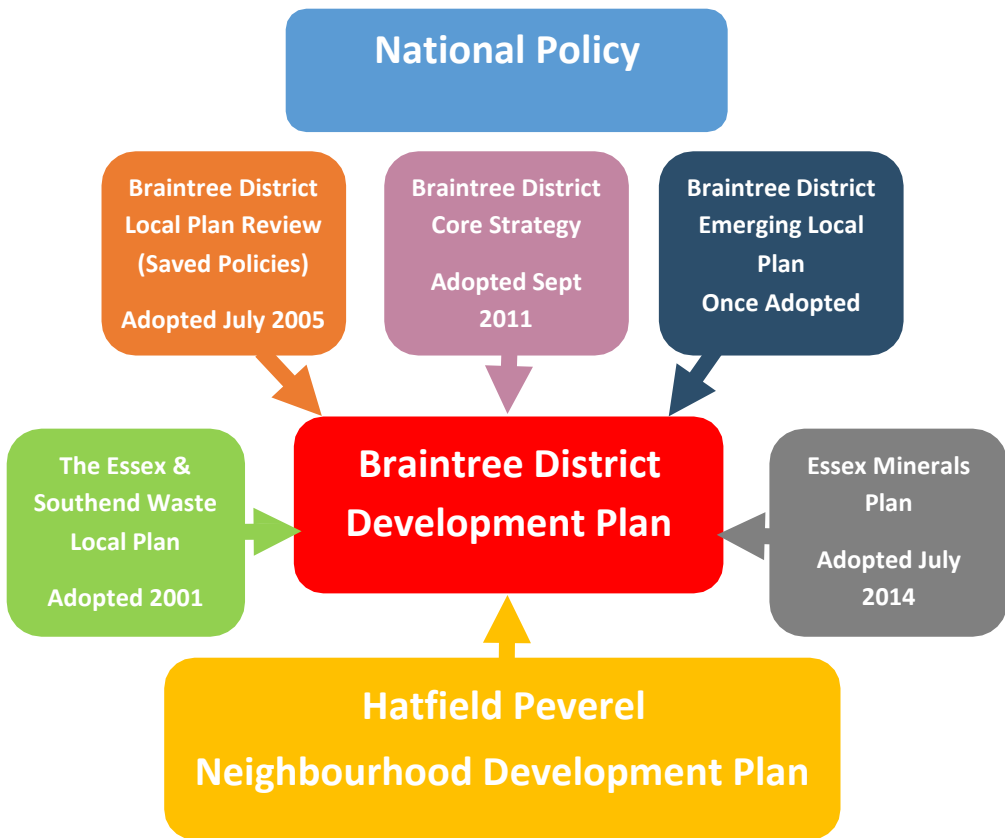 National Policy
Braintree District
Local Plan Review
(Saved Policies)
Adopted July 2005
Braintree District
Core Strategy
Adopted Sept
2011
Braintree District
Emerging Local
Plan
Once Adopted
The Essex &
Southend Waste
Local Plan
Adopted 2001
Braintree District
Development Plan
Essex Minerals
Plan
Adopted July
2014
Hatfield Peverel
Neighbourhood Development Plan